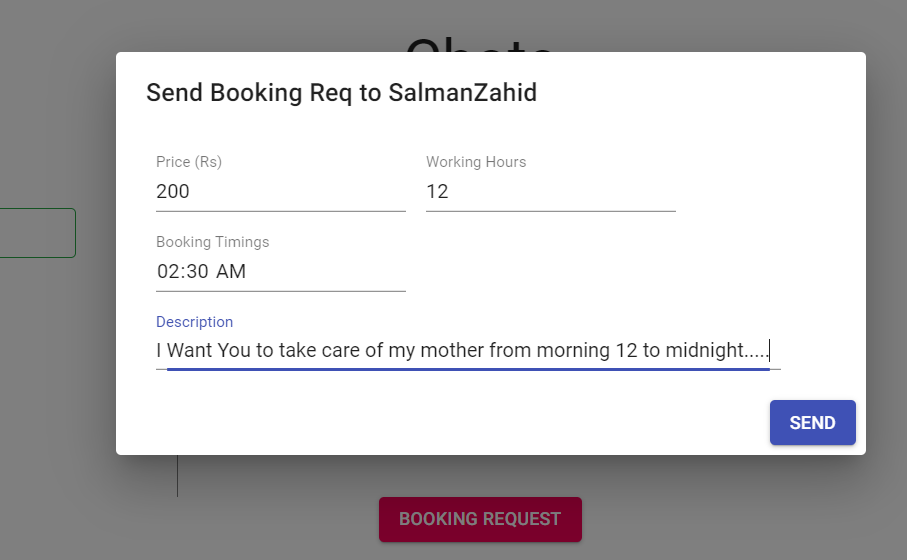 Send Booking Req to SalmanZahid
Price (Rs) Working Hours
200 12
Booking Timings
02:30 AM
Description
I Want You to take care of my mother from morning 12 to midnight.....
SEND
BOOKING REQUEST